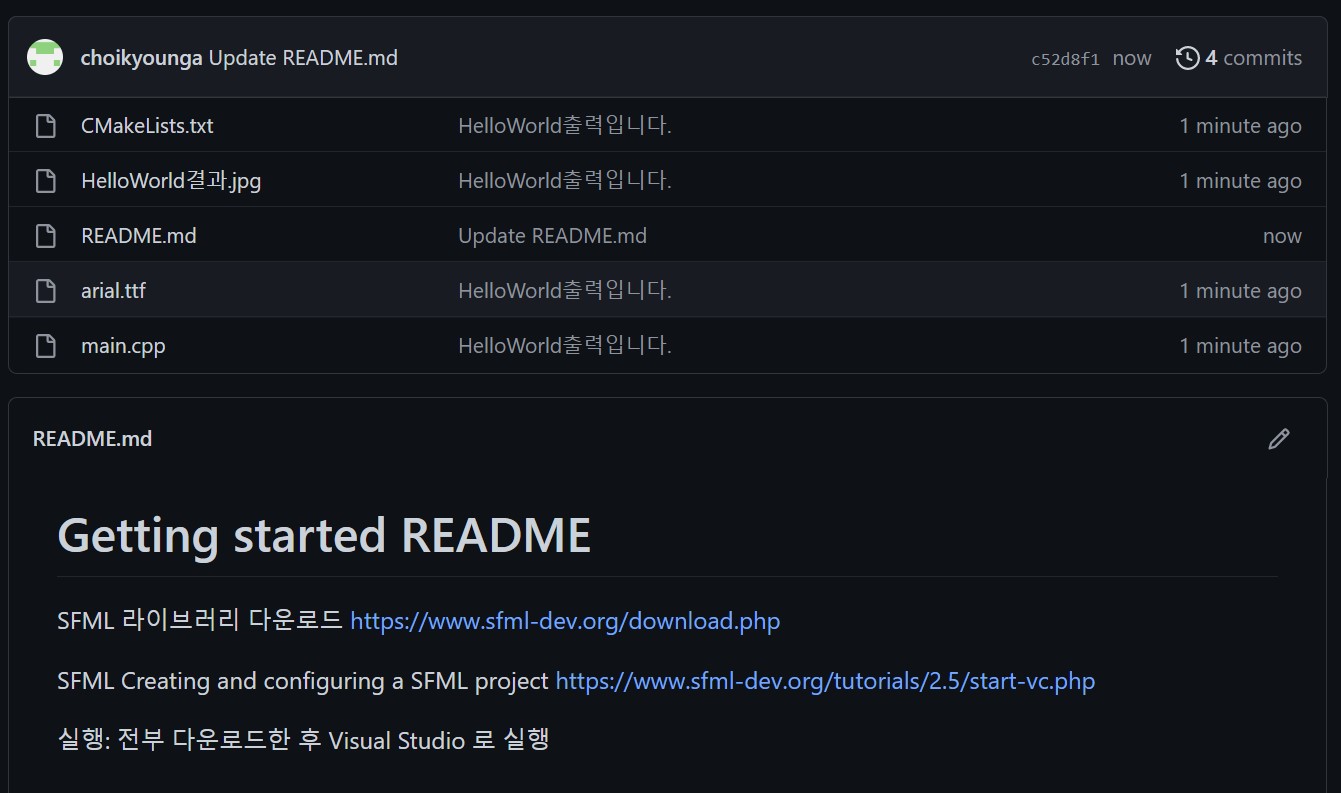 choikyounga Update README.md c52d8f1 now 4 commits
CMakeLists.txt HelloWorld출력입니다. 1 minute ago
HelloWorld결과.jpg HelloWorld출력입니다. 1 minute ago
README.md Update README.md now
arial.ttf HelloWorld출력입니다. 1 minute ago
main.cpp HelloWorld출력입니다. 1 minute ago
README.md
Getting started README
SFML 라이브러리 다운로드 https://www.sfml-dev.org/download.php
SFML Creating and configuring a SFML project https://www.sfml-dev.org/tutorials/2.5/start-vc.php
실행: 전부 다운로드한 후 Visual Studio 로 실행